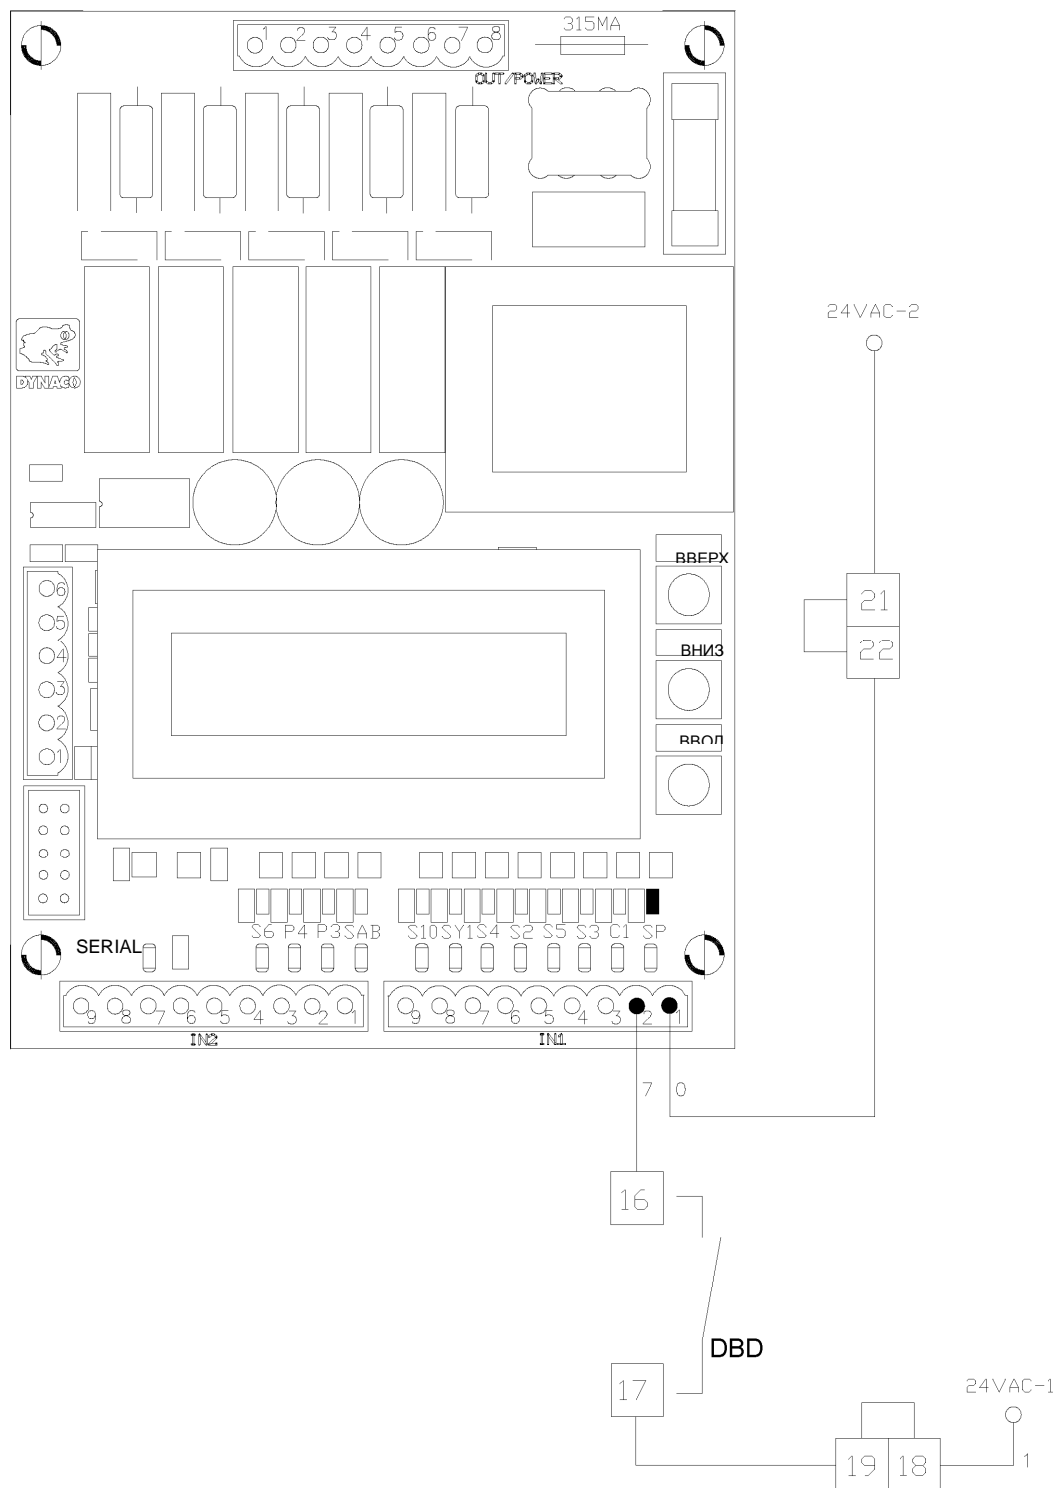 315MA
1 2 3 4 5 6 7 8
OUT/POWER
24VAC-2
DYNACO
ВВЕРХ
6
5
4
3
2
1
21
22
ВНИЗ
ВВОД
S6 P4 P3 SAB S10 SY1 S4 S2 S5 S3 C1 SP
SERIAL
9 8 7 6 5 4 3 2 1
9 8 7 6 5 4 3 2 1
IN2
IN1
7 0
16
DBD
17
24VAC-1
19 18
1